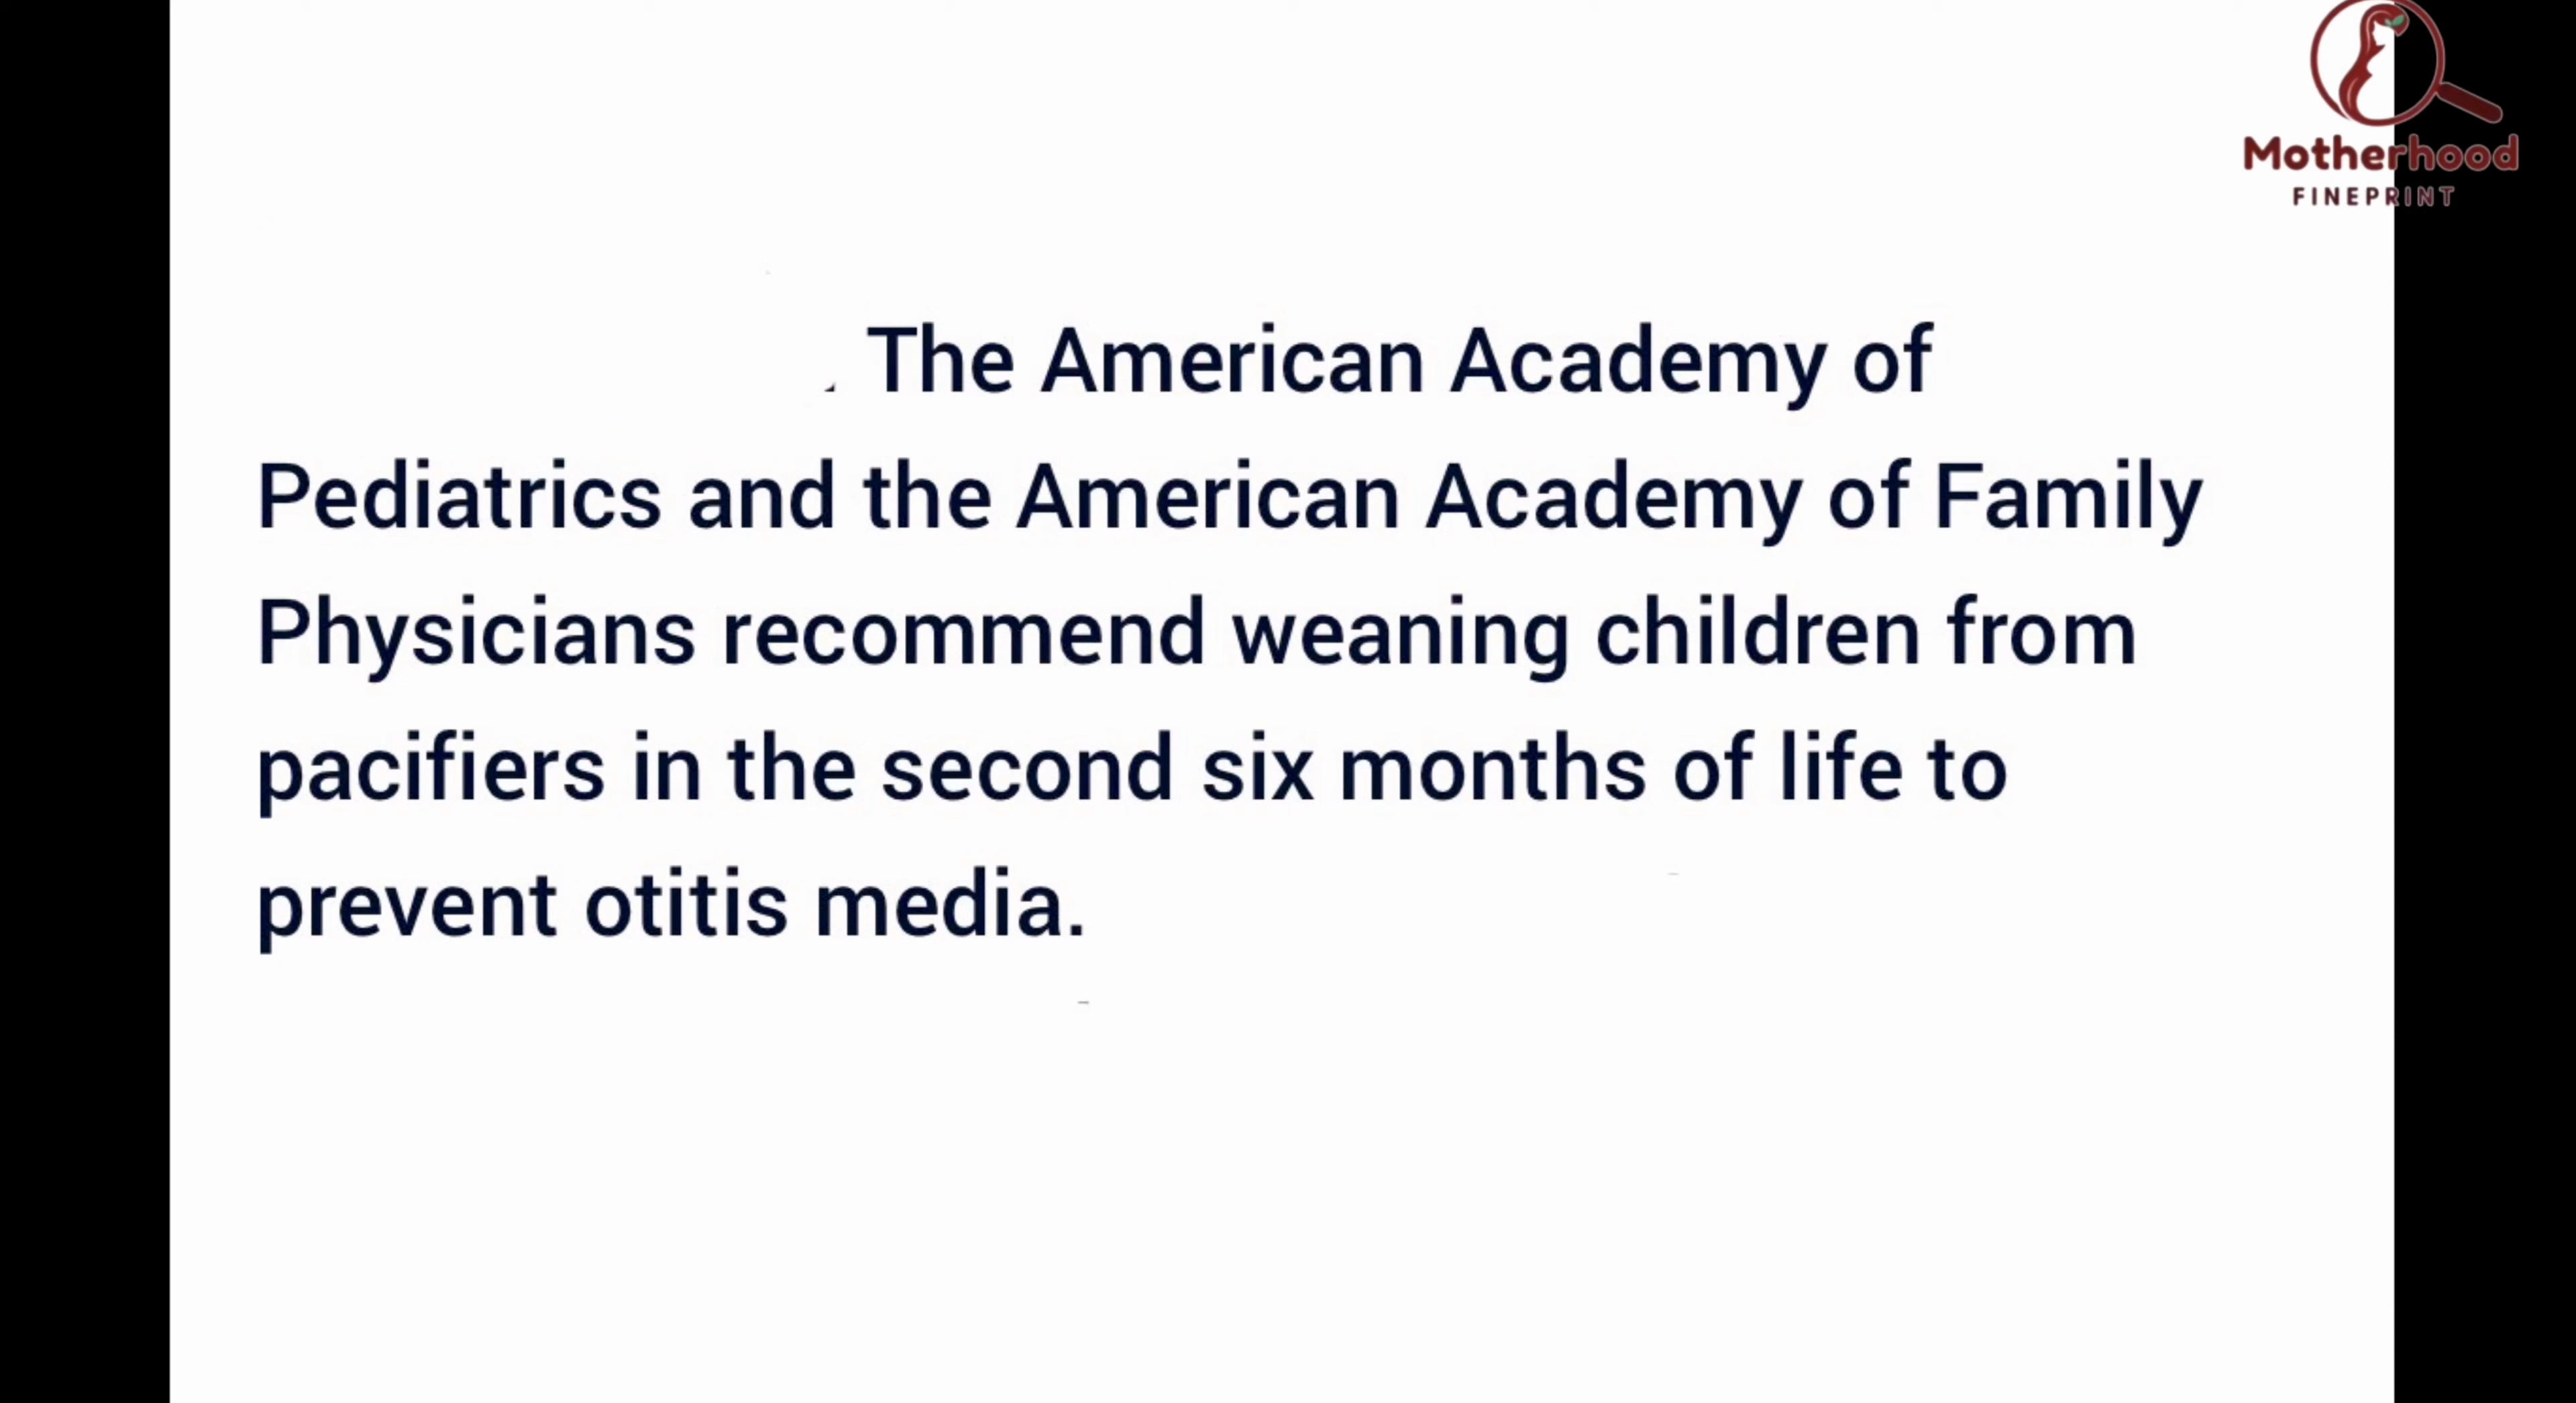 Motherhood
FINEPRINT
The American Academy of
Pediatrics and the American Academy of Family
Physicians recommend weaning children from
pacifiers in the second six months of life to
prevent otitis media.